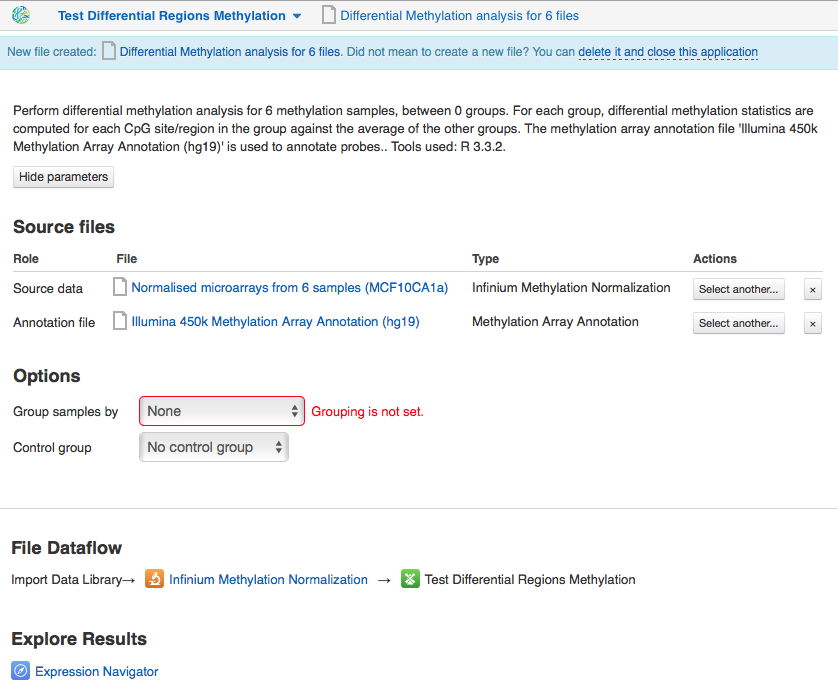 Test Differential Regions Methylation Differential Methylation analysis for 6 files
New file created: Differential Methylation analysis for 6 files. Did not mean to create a new file? You can delete it and close this application
Perform differential methylation analysis for 6 methylation samples, between 0 groups. For each group, differential methylation statistics are
computed for each CpG site/region in the group against the average of the other groups. The methylation array annotation file 'Illumina 450k
Methylation Array Annotation (hg19)' is used to annotate probes.. Tools used: R 3.3.2.
Hide parameters
Source files
Role File Type Actions
Source data Normalised microarrays from 6 samples (MCF10CA1a) Infinium Methylation Normalization Select another... ×
Annotation file Illumina 450k Methylation Array Annotation (hg19) Methylation Array Annotation Select another... ×
Options
Group samples by None Grouping is not set.
Control group No control group
File Dataflow
Import Data Library→ Infinium Methylation Normalization → Test Differential Regions Methylation
Explore Results
Expression Navigator